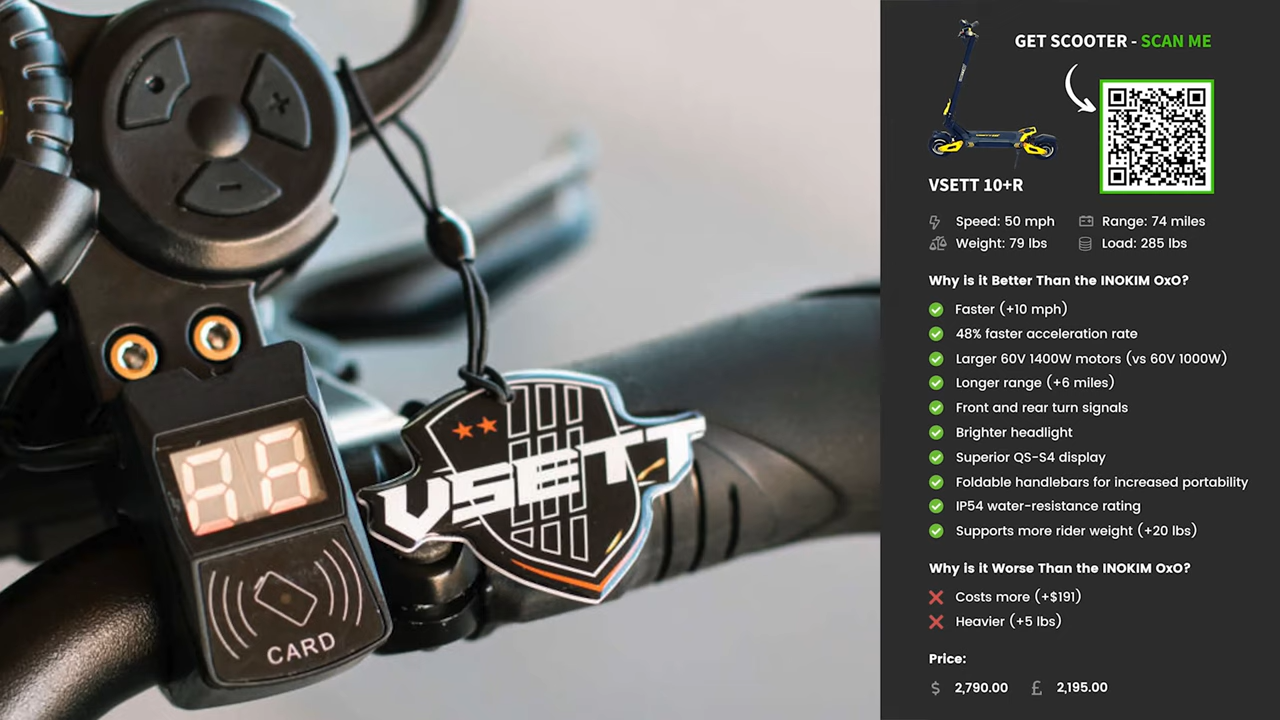 88
CARD
VSETT
GET SCOOTER - SCAN ME
VSETT 10+R
Speed: 50 mph
Range: 74 miles
Weight: 79 lbs
Load: 285 lbs
Why is it Better Than the INOKIM OxO?
Faster (+10 mph)
48% faster acceleration rate
Larger 60V 1400W motors (vs 60V 1000W)
Longer range (+6 miles)
Front and rear turn signals
Brighter headlight
Superior QS-S4 display
Foldable handlebars for increased portability
IP54 water-resistance rating
Supports more rider weight (+20 lbs)
Why is it Worse Than the INOKIM OxO?
Costs more (+$191)
Heavier (+5 lbs)
Price:
$ 2,790.00 £ 2,195.00